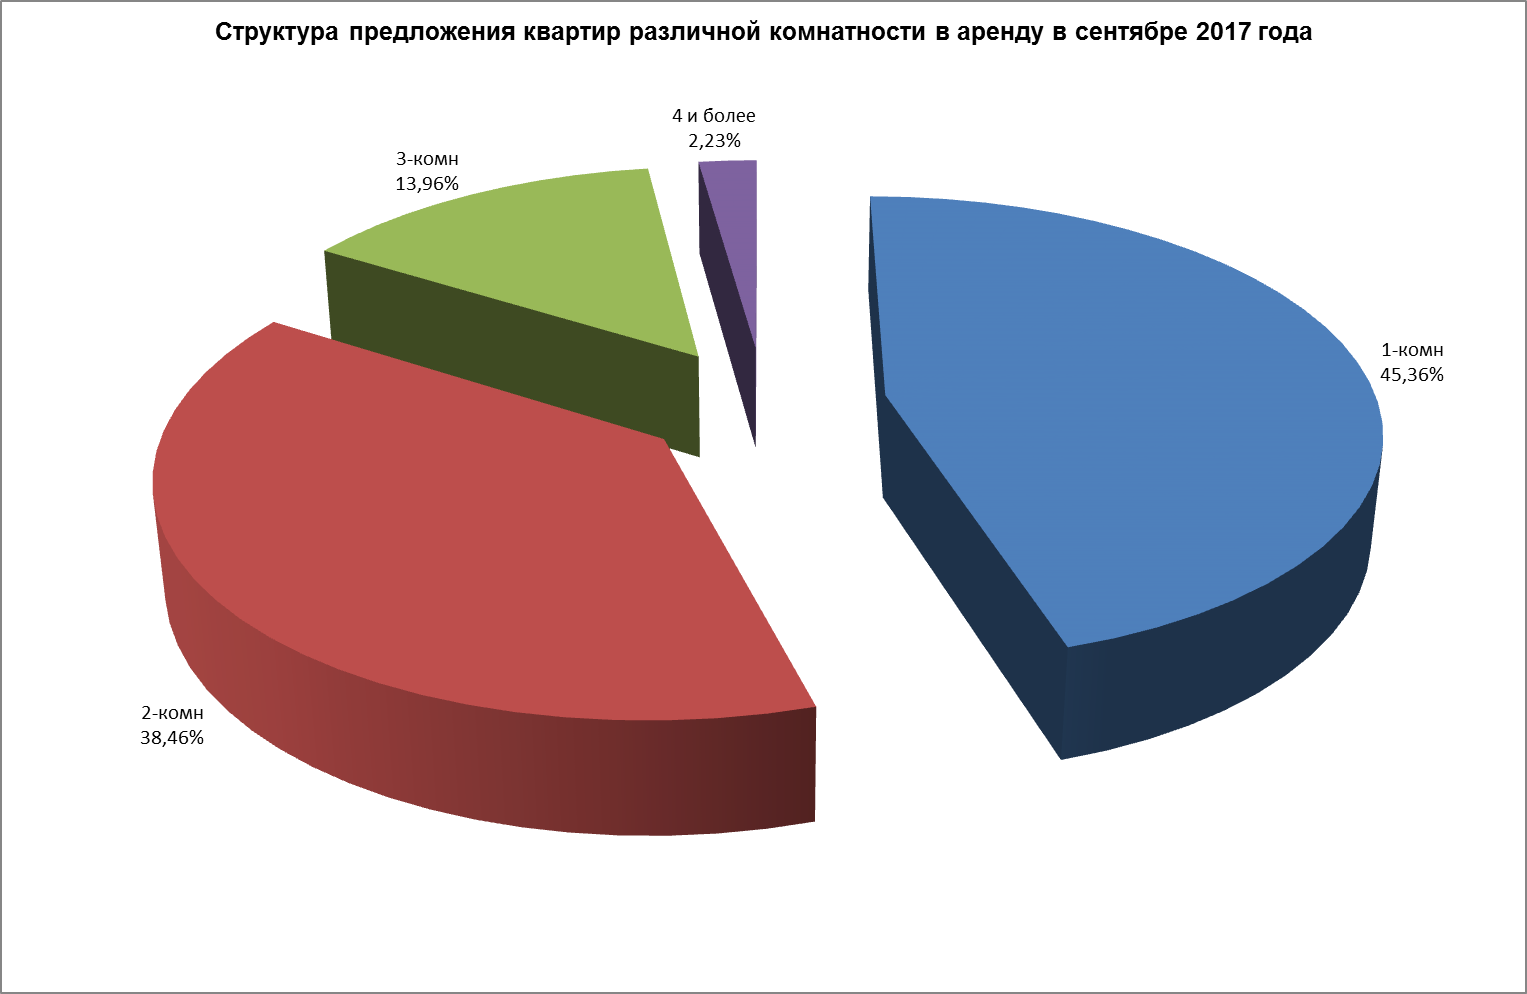 Структура предложения квартир различной комнатности в аренду в сентябре 2017 года
4 и более
2,23%
3-комн
13,96%
1-комн
45,36%
2-комн
38,46%